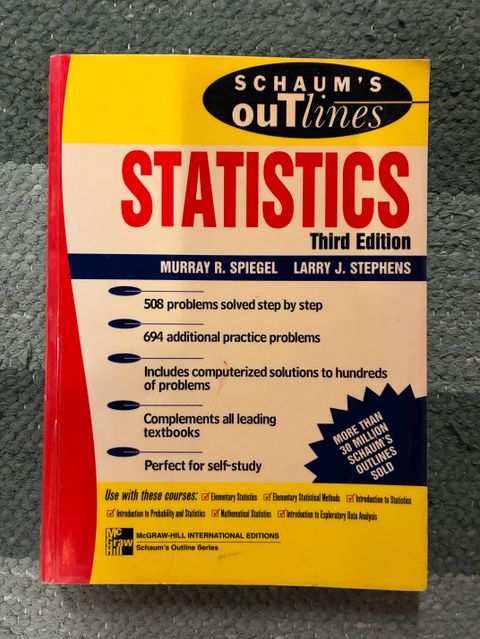 SCHAUM'S
ouTlines
STATISTICS
Third Edition
MURRAY R. SPIEGEL LARRY J. STEPHENS
508 problems solved step by step
694 additional practice problems
Includes computerized solutions to hundreds
of problems
Complements all leading
textbooks
Perfect for self-study
MORE THAN
30 MILLION
SCHAUM'S
OUTLINES
SOLD
Use with these courses: ☑ Elementary Statistics ☑ Elementary Statistical Methods ☑ Introduction to Statistics
☑ Introduction to Probability and Statistics ☑ Mathematical Statistics ☑ Introduction to Exploratory Data Analysis
Mc
Graw
Hill
McGRAW-HILL INTERNATIONAL EDITIONS
Schaum's Outline Series